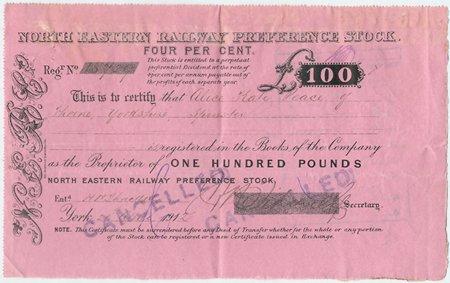 NORTH EASTERN RAILWAY PREFERENCE STOCK.
FOUR PER CENT.
Regd. No.
This Stock is entitled to a perpetual
preferential Dividend at the rate of
4 per cent per annum payable out of
the profits of each separate year.
£100
This is to certify that Alice Kate Peace of
Thorne, Yorkshire, Spinster
is registered in the Books of the Company
as the Proprietor of ONE HUNDRED POUNDS
NORTH EASTERN RAILWAY PREFERENCE STOCK.
Entd.
Secretary.
York
CANCELLED
CANCELLED
NOTE. This Certificate must be surrendered before any Deed of Transfer whether for the whole or any portion
of the Stock can be registered or a new Certificate issued in Exchange.